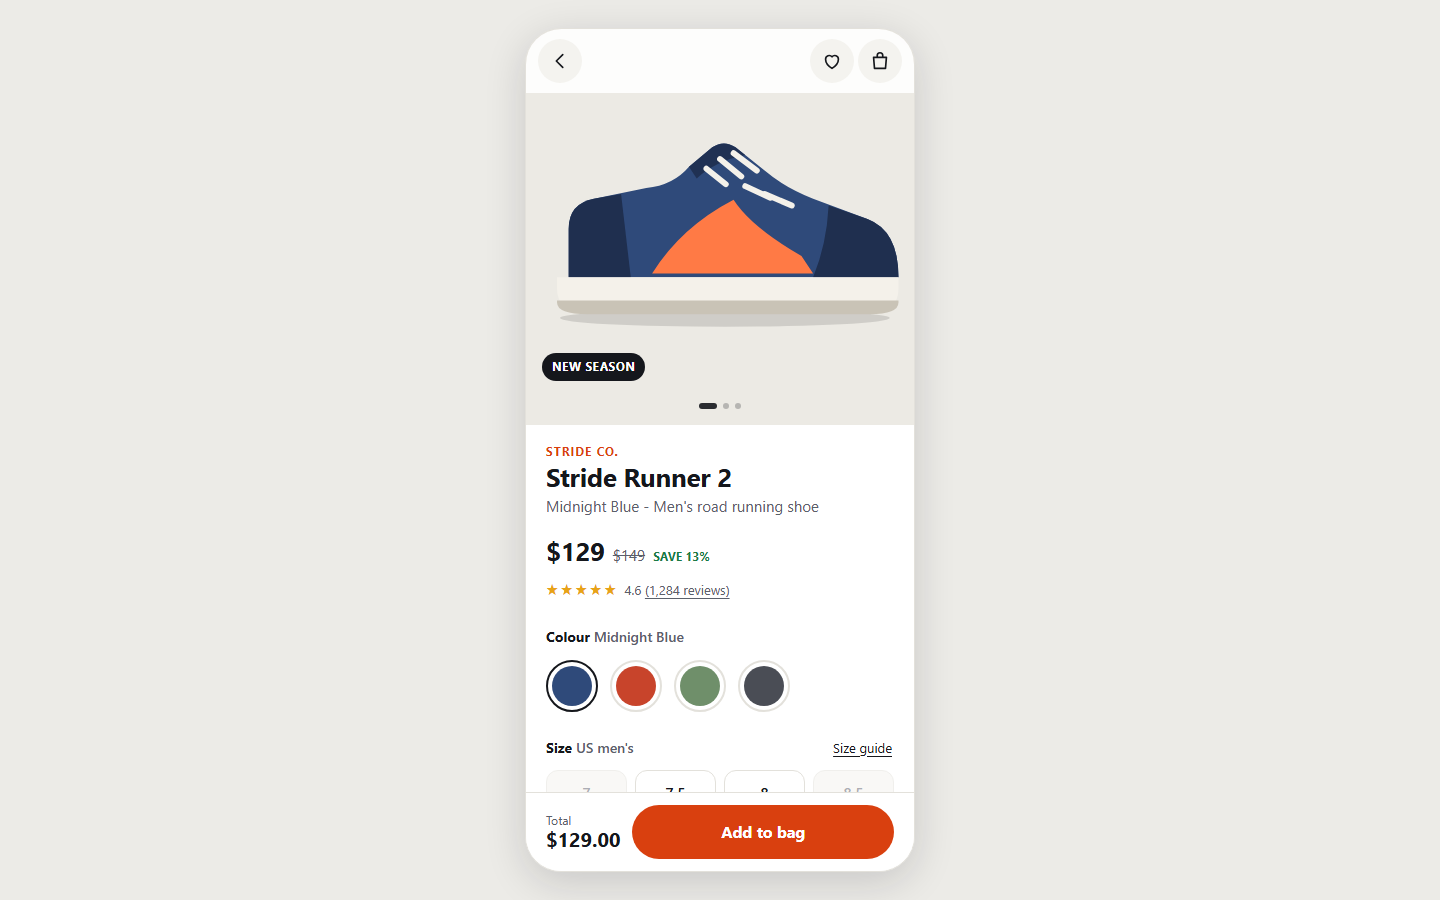 NEW SEASON
STRIDE CO.
Stride Runner 2
Midnight Blue - Men's road running shoe
$129 $149 SAVE 13%
★★★★★ 4.6 (1,284 reviews)
Colour Midnight Blue
Size US men's Size guide
Total
$129.00
Add to bag